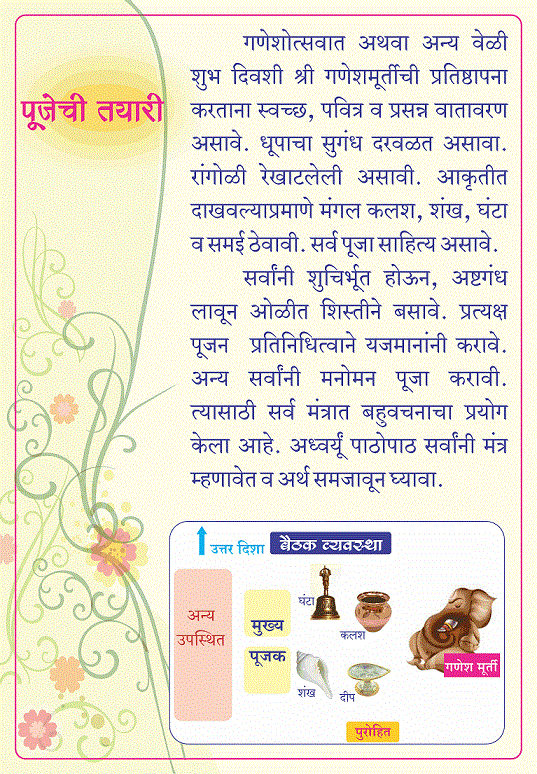 पूजेची तयारी
गणेशोत्सवात अथवा अन्य वेळी
शुभ दिवशी श्री गणेशमूर्तीची प्रतिष्ठापना
करताना स्वच्छ, पवित्र व प्रसन्न वातावरण
असावे. धूपाचा सुगंध दरवळत असावा.
रांगोळी रेखाटलेली असावी. आकृतीत
दाखवल्याप्रमाणे मंगल कलश, शंख, घंटा
व समई ठेवावी. सर्व पूजा साहित्य असावे.
सर्वांनी शुचिर्भूत होऊन, अष्टगंध
लावून ओळीत शिस्तीने बसावे. प्रत्यक्ष
पूजन प्रतिनिधित्वाने यजमानांनी करावे.
अन्य सर्वांनी मनोमन पूजा करावी.
त्यासाठी सर्व मंत्रात बहुवचनाचा प्रयोग
केला आहे. अध्वर्यूं पाठोपाठ सर्वांनी मंत्र
म्हणावेत व अर्थ समजावून घ्यावा.
उत्तर दिशा
बैठक व्यवस्था
अन्य
उपस्थित
मुख्य
पूजक
घंटा
कलश
शंख
दीप
गणेश मूर्ती
पुरोहित